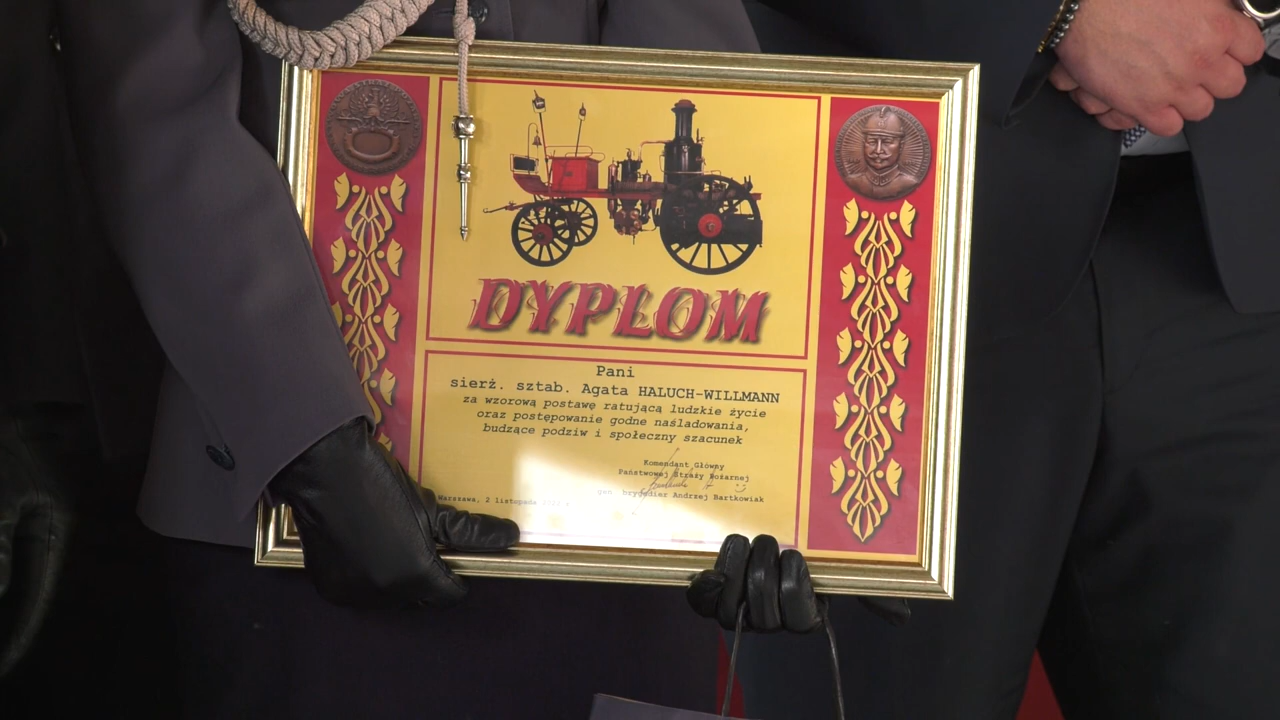 DYPLOM
Pani
sierż. sztab. Agata HALUCH-WILLMANN
za wzorową postawę ratującą ludzkie życie
oraz postępowanie godne naśladowania,
budzące podziw i społeczny szacunek
Komendant Główny
Państwowej Straży Pożarnej
gen. brygadier Andrzej Bartkowiak
Warszawa, 2 listopada